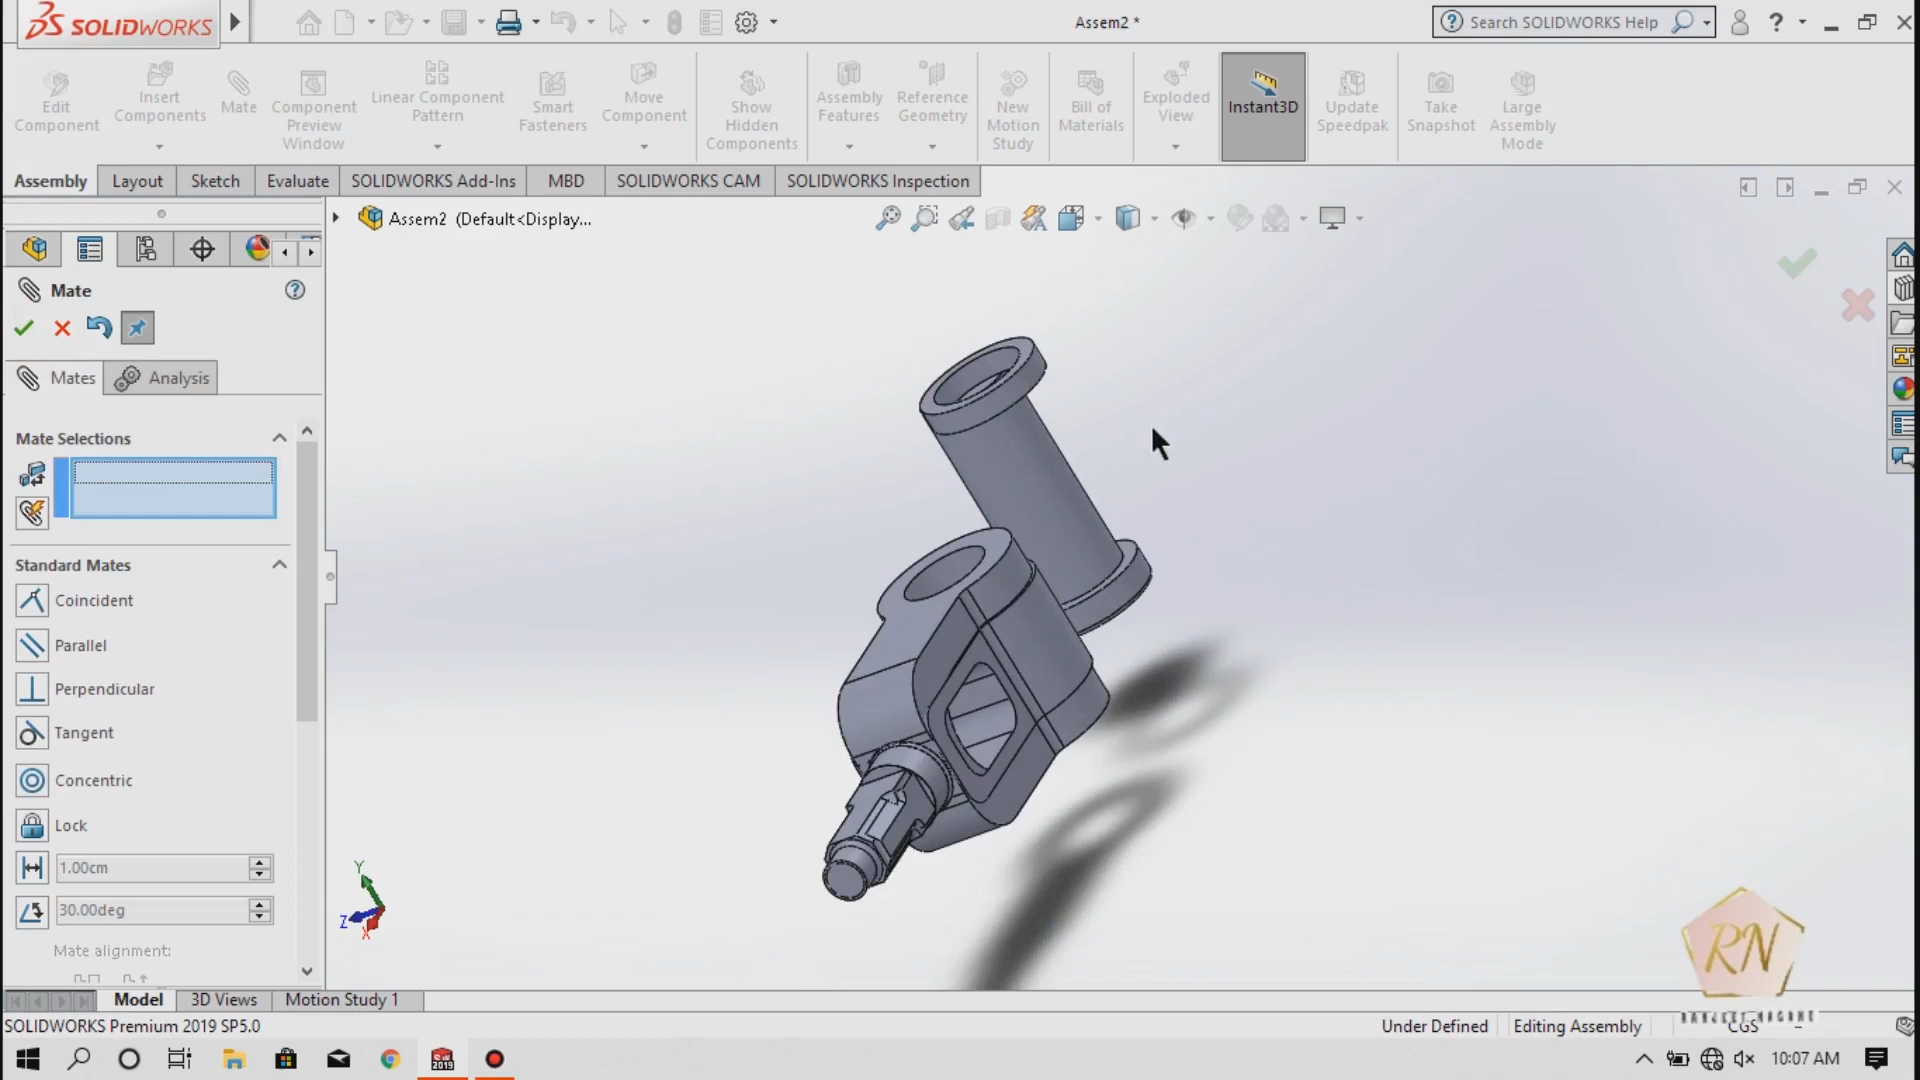 SOLIDWORKS
Assem2 *
Search SOLIDWORKS Help
?
Edit Component
Insert Components
Mate
Component Preview Window
Linear Component Pattern
Smart Fasteners
Move Component
Show Hidden Components
Assembly Features
Reference Geometry
New Motion Study
Bill of Materials
Exploded View
Instant3D
Update Speedpak
Take Snapshot
Large Assembly Mode
Assembly
Layout
Sketch
Evaluate
SOLIDWORKS Add-Ins
MBD
SOLIDWORKS CAM
SOLIDWORKS Inspection
Assem2 (Default<Display...
Mate
Mates
Analysis
Mate Selections
Standard Mates
Coincident
Parallel
Perpendicular
Tangent
Concentric
Lock
1.00cm
30.00deg
Mate alignment:
Y
Z
X
RN
RANJEET MAGANE
Model
3D Views
Motion Study 1
SOLIDWORKS Premium 2019 SP5.0
Under Defined
Editing Assembly
CGS
10:07 AM